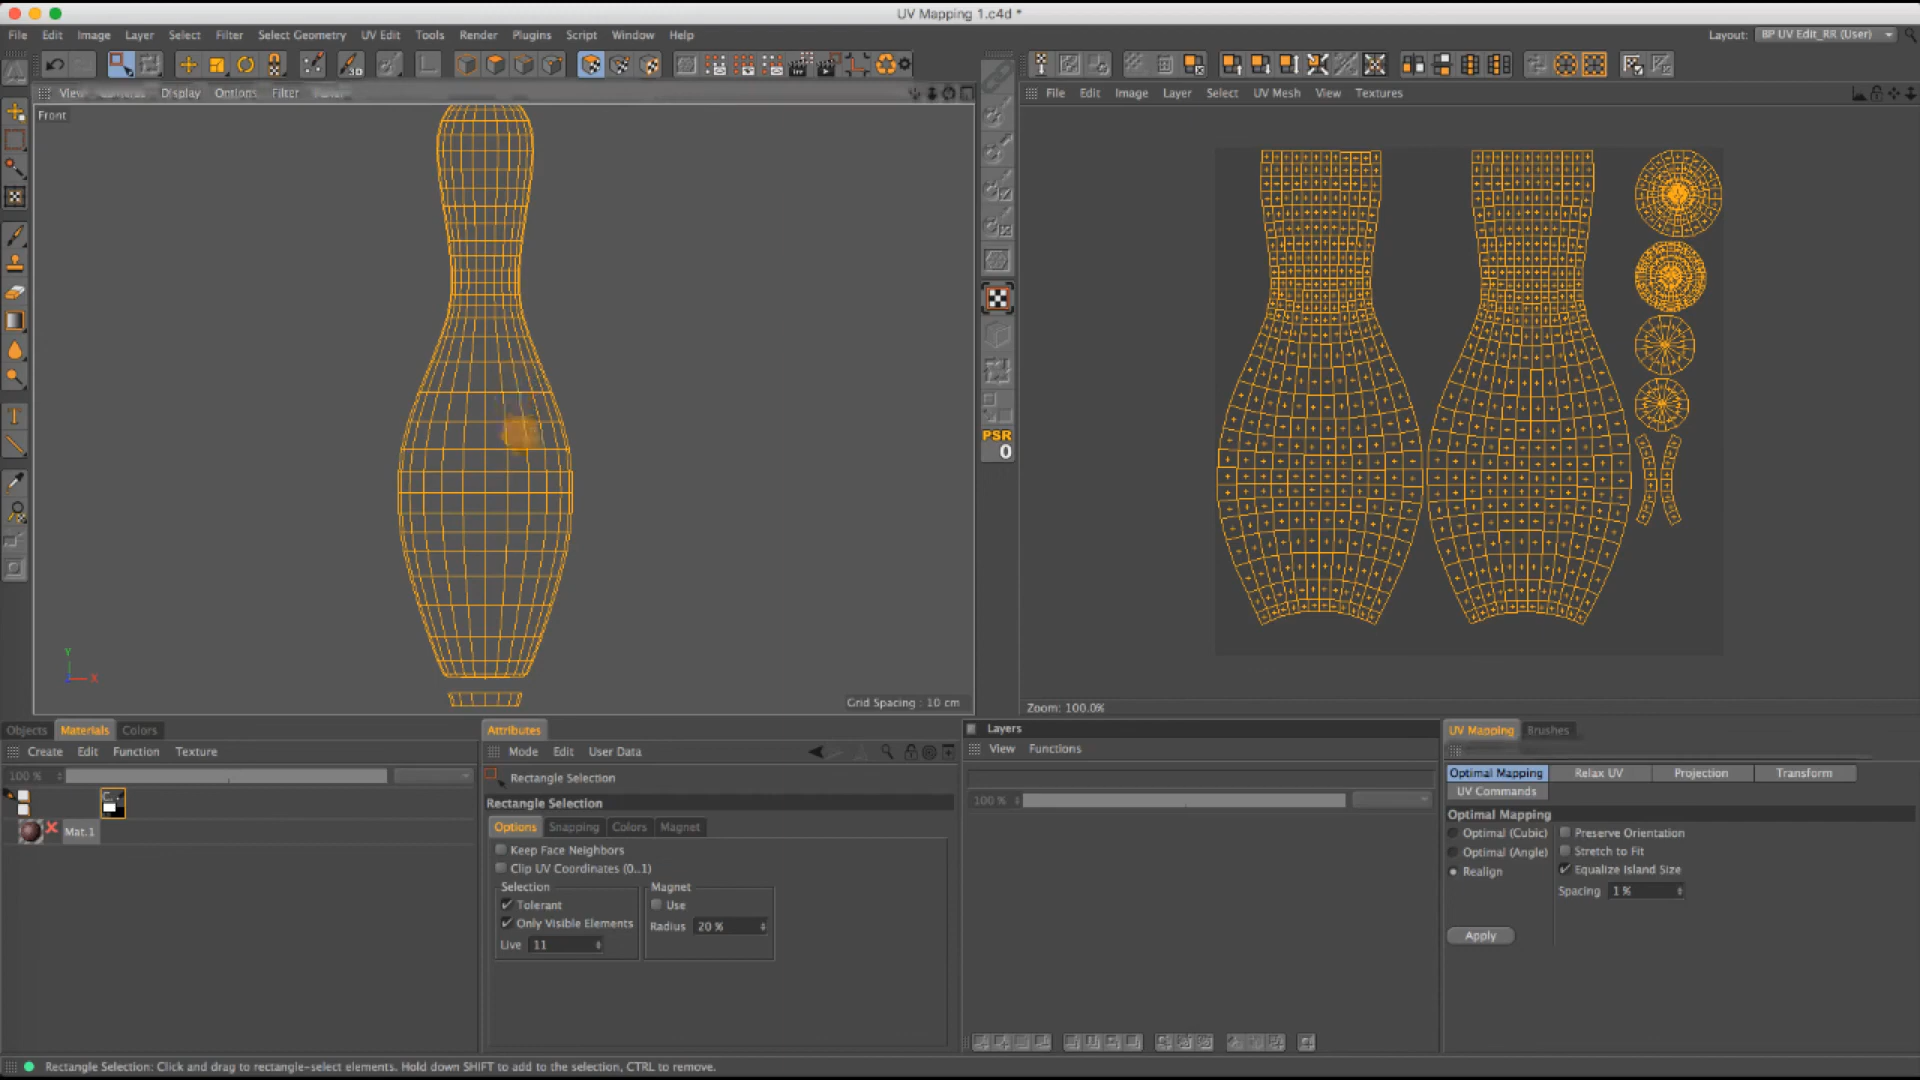 UV Mapping 1.c4d *
File Edit Image Layer Select Filter Select Geometry UV Edit Tools Render Plugins Script Window Help
Layout: BP UV Edit_RR (User)
View Display Options Filter
File Edit Image Layer Select UV Mesh View Textures
Front
3D
PSR
0
Y
X
Grid Spacing : 10 cm
Zoom: 100.0%
Objects Materials Colors
Create Edit Function Texture
100 %
Mat.1
Attributes
Mode Edit User Data
Rectangle Selection
Rectangle Selection
Options Snapping Colors Magnet
Keep Face Neighbors
Clip UV Coordinates (0..1)
Selection
Tolerant
Only Visible Elements
Live 11
Magnet
Use
Radius 20 %
Layers
View Functions
100 %
UV Mapping Brushes
Optimal Mapping Relax UV Projection Transform
UV Commands
Optimal Mapping
Optimal (Cubic) Preserve Orientation
Optimal (Angle) Stretch to Fit
Realign Equalize Island Size
Spacing 1 %
Apply
Rectangle Selection: Click and drag to rectangle-select elements. Hold down SHIFT to add to the selection, CTRL to remove.